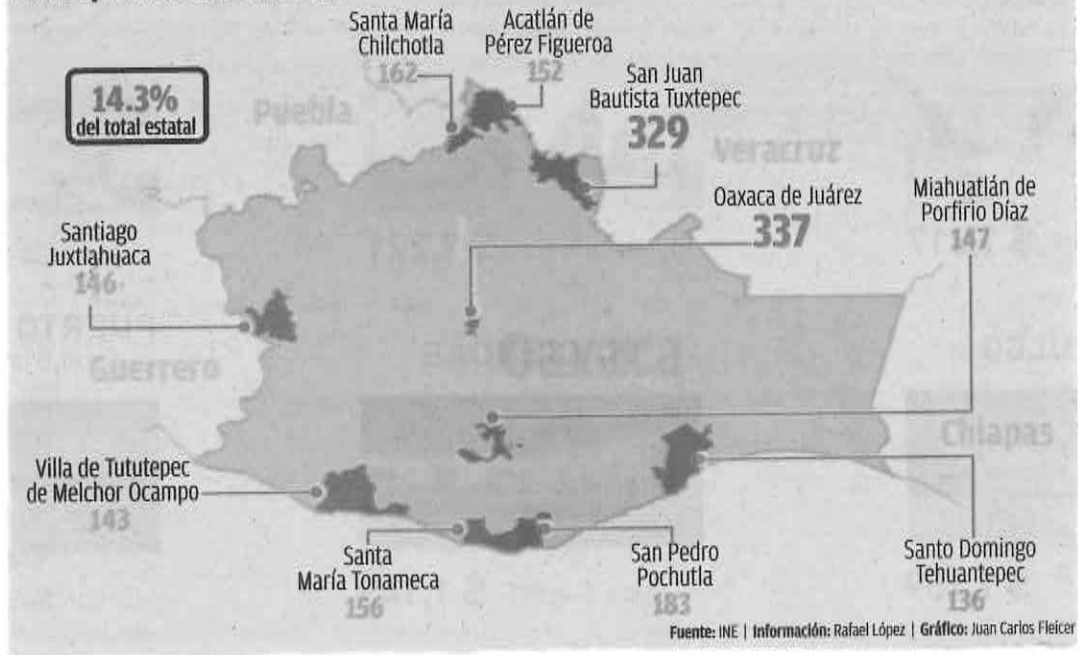 Santa María
Chilchotla
162
Acatlán de
Pérez Figueroa
152
San Juan
Bautista Tuxtepec
329
14.3%
del total estatal
Puebla
Veracruz
Oaxaca de Juárez
337
Miahuatlán de
Porfirio Díaz
147
Santiago
Juxtlahuaca
146
Guerrero
Chiapas
Villa de Tututepec
de Melchor Ocampo
143
Santa
María Tonameca
156
San Pedro
Pochutla
183
Santo Domingo
Tehuantepec
136
Fuente: INE | Información: Rafael López | Gráfico: Juan Carlos Fleicer